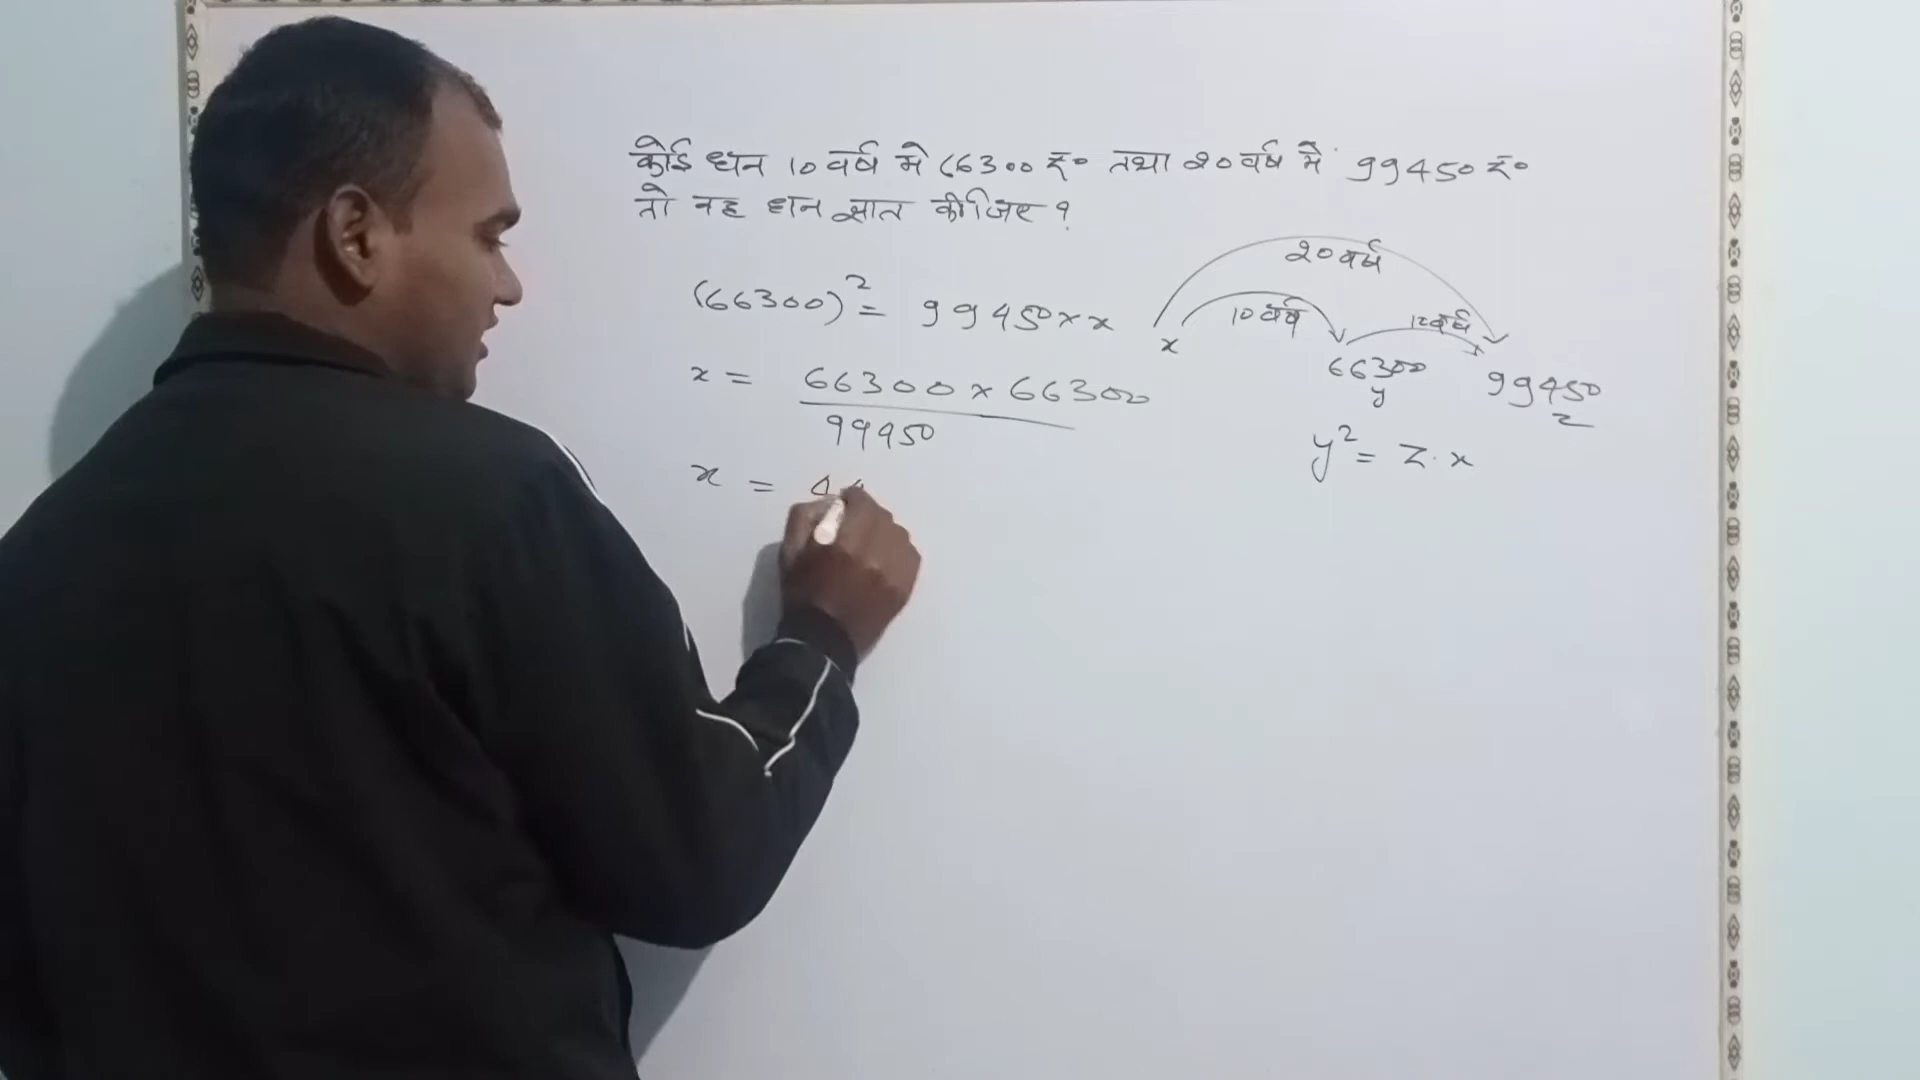 कोई धन 10 वर्ष मे 66300 रु० तथा 20 वर्ष मे 99450 रु०
तो वह धन ज्ञात कीजिए ?
(66300)² = 99450 × x
x = 66300 × 66300
99450
x = 44
20 वर्ष
10 वर्ष
वर्ष
x
66300
99450
y
z
y² = z . x